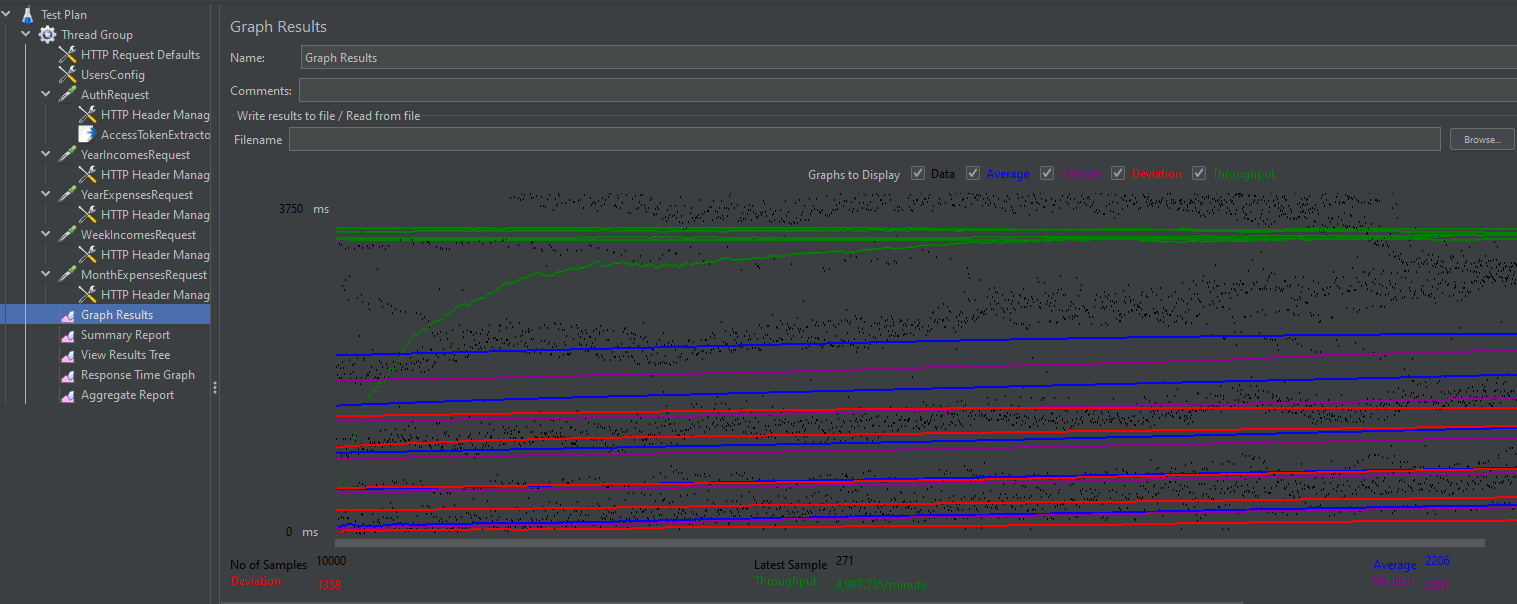 Test Plan
Thread Group
HTTP Request Defaults
UsersConfig
AuthRequest
HTTP Header Manag
AccessTokenExtracto
YearIncomesRequest
HTTP Header Manag
YearExpensesRequest
HTTP Header Manag
WeekIncomesRequest
HTTP Header Manag
MonthExpensesRequest
HTTP Header Manag
Graph Results
Summary Report
View Results Tree
Response Time Graph
Aggregate Report
Graph Results
Name: Graph Results
Comments:
Write results to file / Read from file
Filename Browse...
Graphs to Display Data Average Median Deviation Throughput
3750 ms
0 ms
No of Samples 10000 Latest Sample 271 Average 2206
Deviation 1358 Throughput 4,907.735/minute Median 2091